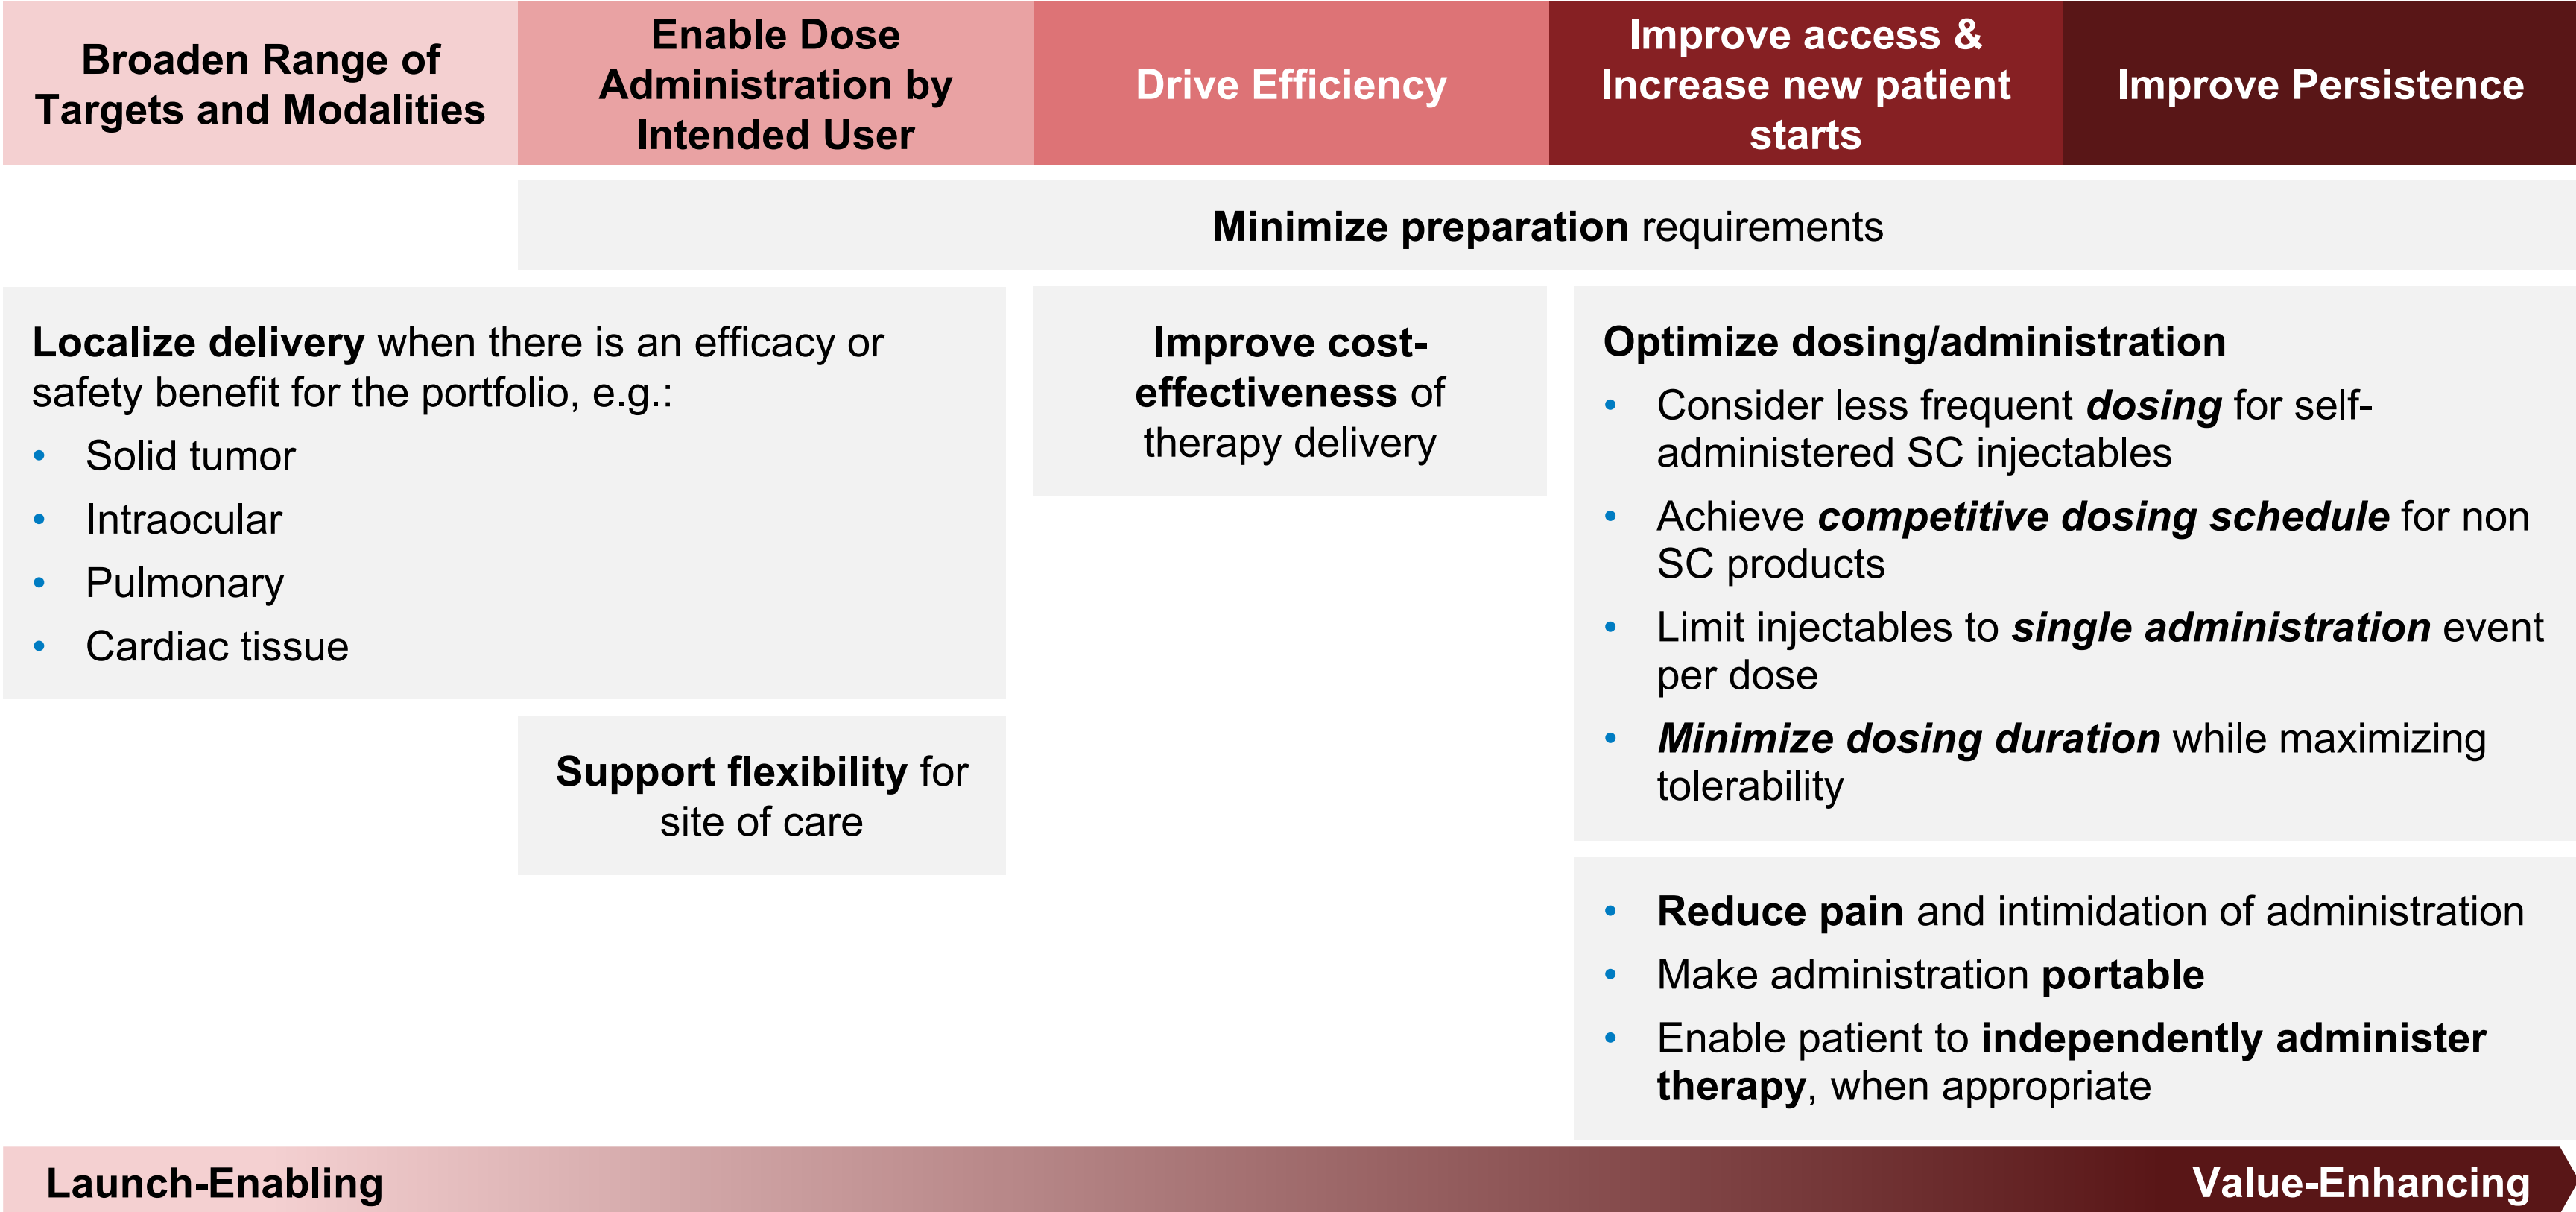 Broaden Range of
Targets and Modalities
Enable Dose
Administration by
Intended User
Drive Efficiency
Improve access &
Increase new patient
starts
Improve Persistence
Minimize preparation requirements
Localize delivery when there is an efficacy or
safety benefit for the portfolio, e.g.:
• Solid tumor
• Intraocular
• Pulmonary
• Cardiac tissue
Support flexibility for
site of care
Improve cost-
effectiveness of
therapy delivery
Optimize dosing/administration
• Consider less frequent dosing for self-
administered SC injectables
• Achieve competitive dosing schedule for non
SC products
• Limit injectables to single administration event
per dose
• Minimize dosing duration while maximizing
tolerability
• Reduce pain and intimidation of administration
• Make administration portable
• Enable patient to independently administer
therapy, when appropriate
Launch-Enabling
Value-Enhancing